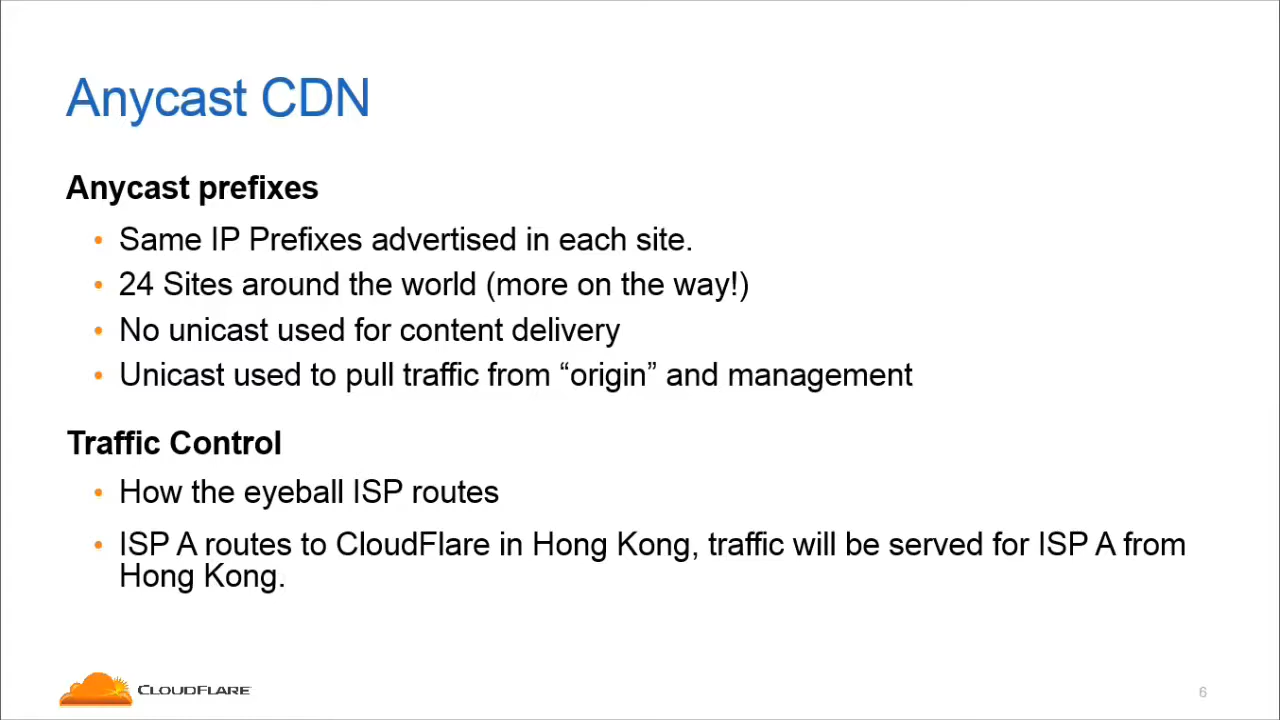 Anycast CDN
Anycast prefixes
• Same IP Prefixes advertised in each site.
• 24 Sites around the world (more on the way!)
• No unicast used for content delivery
• Unicast used to pull traffic from “origin” and management
Traffic Control
• How the eyeball ISP routes
• ISP A routes to CloudFlare in Hong Kong, traffic will be served for ISP A from
Hong Kong.
CLOUDFLARE
6